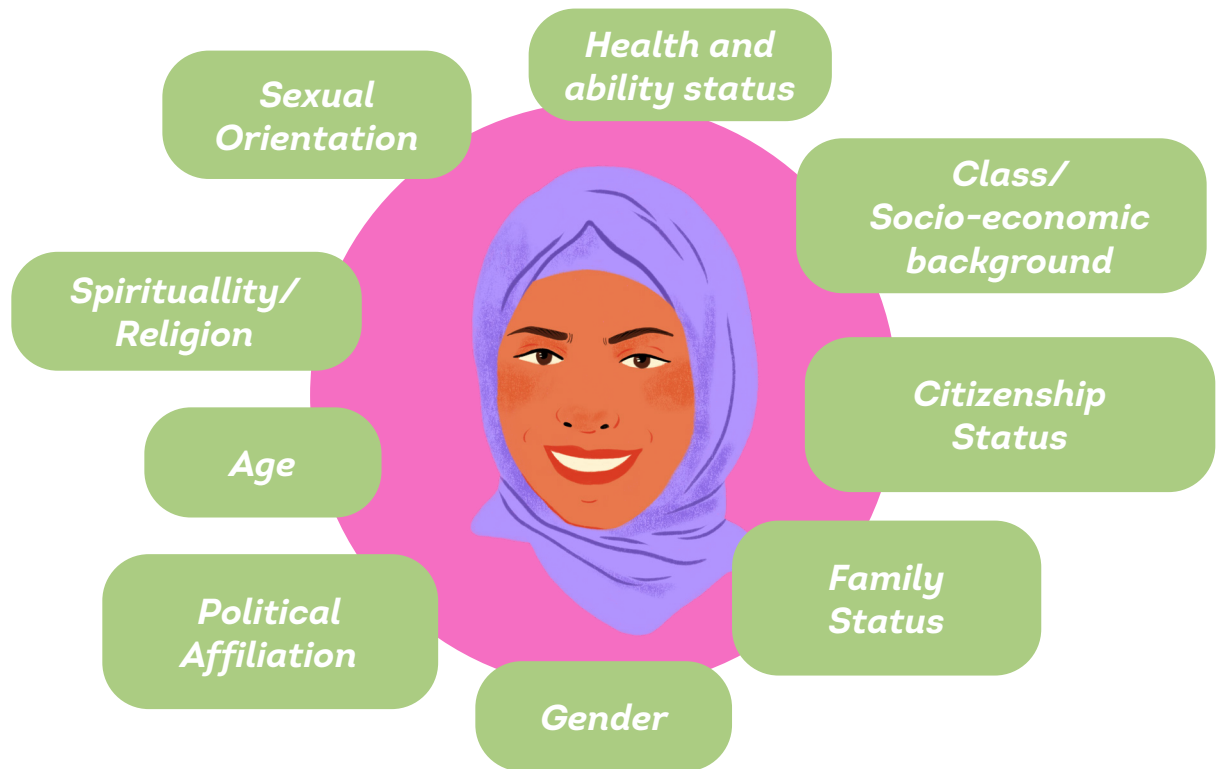 Health and
ability status
Sexual
Orientation
Class/
Socio-economic
background
Spirituallity/
Religion
Citizenship
Status
Age
Family
Status
Political
Affiliation
Gender